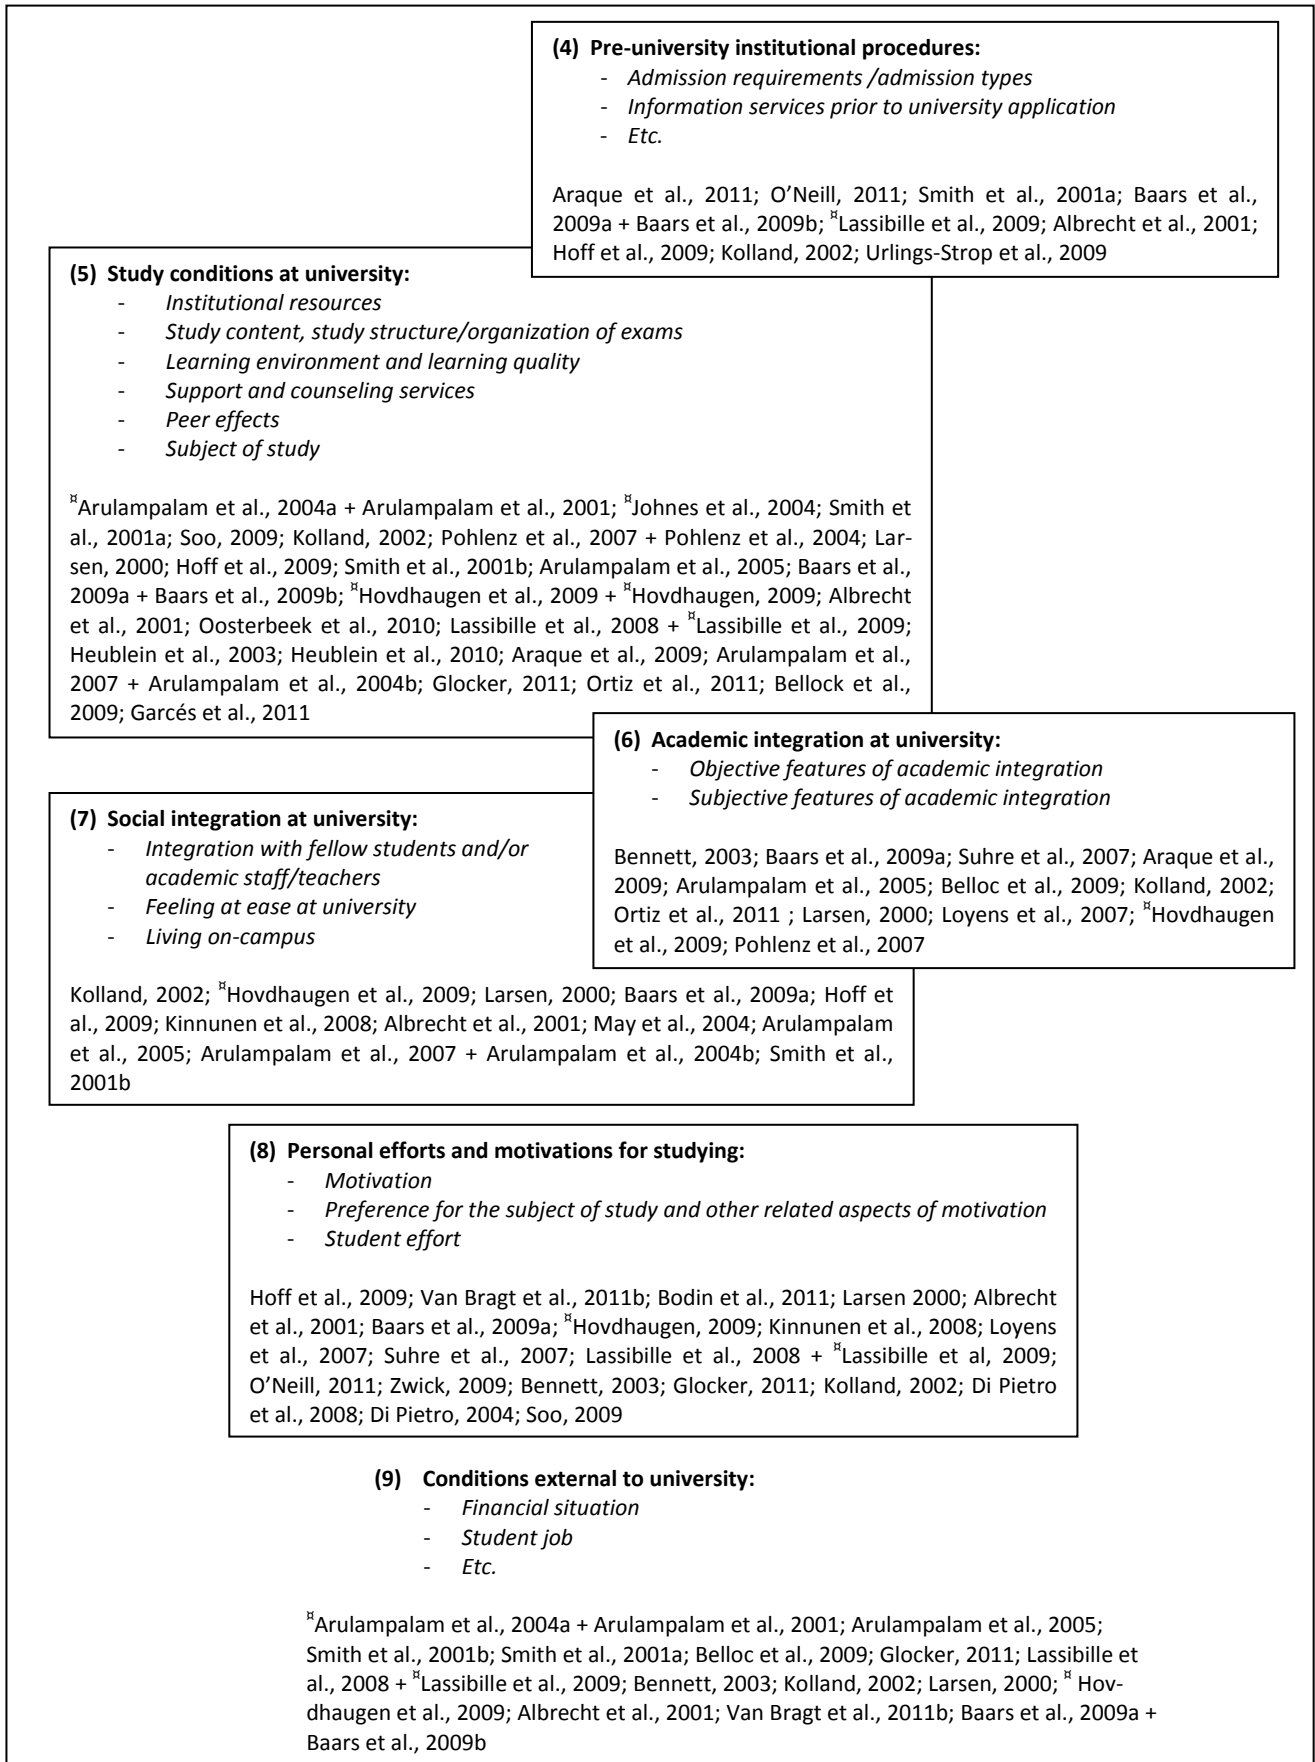 (4) Pre-university institutional procedures:
- Admission requirements /admission types
- Information services prior to university application
- Etc.
Araque et al., 2011; O’Neill, 2011; Smith et al., 2001a; Baars et al.,
2009a + Baars et al., 2009b; ¤Lassibille et al., 2009; Albrecht et al., 2001;
Hoff et al., 2009; Kolland, 2002; Urlings-Strop et al., 2009
(5) Study conditions at university:
- Institutional resources
- Study content, study structure/organization of exams
- Learning environment and learning quality
- Support and counseling services
- Peer effects
- Subject of study
¤Arulampalam et al., 2004a + Arulampalam et al., 2001; ¤Johnes et al., 2004; Smith et
al., 2001a; Soo, 2009; Kolland, 2002; Pohlenz et al., 2007 + Pohlenz et al., 2004; Lar-
sen, 2000; Hoff et al., 2009; Smith et al., 2001b; Arulampalam et al., 2005; Baars et al.,
2009a + Baars et al., 2009b; ¤Hovdhaugen et al., 2009 + ¤Hovdhaugen, 2009; Albrecht
et al., 2001; Oosterbeek et al., 2010; Lassibille et al., 2008 + ¤Lassibille et al., 2009;
Heublein et al., 2003; Heublein et al., 2010; Araque et al., 2009; Arulampalam et al.,
2007 + Arulampalam et al., 2004b; Glocker, 2011; Ortiz et al., 2011; Bellock et al.,
2009; Garcés et al., 2011
(6) Academic integration at university:
- Objective features of academic integration
- Subjective features of academic integration
Bennett, 2003; Baars et al., 2009a; Suhre et al., 2007; Araque et al.,
2009; Arulampalam et al., 2005; Belloc et al., 2009; Kolland, 2002;
Ortiz et al., 2011 ; Larsen, 2000; Loyens et al., 2007; ¤Hovdhaugen
et al., 2009; Pohlenz et al., 2007
(7) Social integration at university:
- Integration with fellow students and/or
academic staff/teachers
- Feeling at ease at university
- Living on-campus
Kolland, 2002; ¤Hovdhaugen et al., 2009; Larsen, 2000; Baars et al., 2009a; Hoff et
al., 2009; Kinnunen et al., 2008; Albrecht et al., 2001; May et al., 2004; Arulampalam
et al., 2005; Arulampalam et al., 2007 + Arulampalam et al., 2004b; Smith et al.,
2001b
(8) Personal efforts and motivations for studying:
- Motivation
- Preference for the subject of study and other related aspects of motivation
- Student effort
Hoff et al., 2009; Van Bragt et al., 2011b; Bodin et al., 2011; Larsen 2000; Albrecht
et al., 2001; Baars et al., 2009a; ¤Hovdhaugen, 2009; Kinnunen et al., 2008; Loyens
et al., 2007; Suhre et al., 2007; Lassibille et al., 2008 + ¤Lassibille et al, 2009;
O’Neill, 2011; Zwick, 2009; Bennett, 2003; Glocker, 2011; Kolland, 2002; Di Pietro
et al., 2008; Di Pietro, 2004; Soo, 2009
(9) Conditions external to university:
- Financial situation
- Student job
- Etc.
¤Arulampalam et al., 2004a + Arulampalam et al., 2001; Arulampalam et al., 2005;
Smith et al., 2001b; Smith et al., 2001a; Belloc et al., 2009; Glocker, 2011; Lassibille et
al., 2008 + ¤Lassibille et al., 2009; Bennett, 2003; Kolland, 2002; Larsen, 2000; ¤ Hov-
dhaugen et al., 2009; Albrecht et al., 2001; Van Bragt et al., 2011b; Baars et al., 2009a +
Baars et al., 2009b